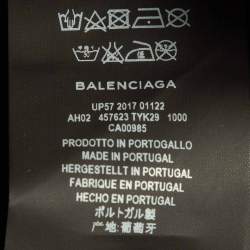 BALENCIAGA
UP57 2017 01122
AH02 457623 TYK29 1000
CA00985
PRODOTTO IN PORTOGALLO
MADE IN PORTUGAL
HERGESTELLT IN PORTUGAL
FABRIQUE EN PORTUGAL
HECHO EN PORTUGAL
ポルトガル製
产地:葡萄牙